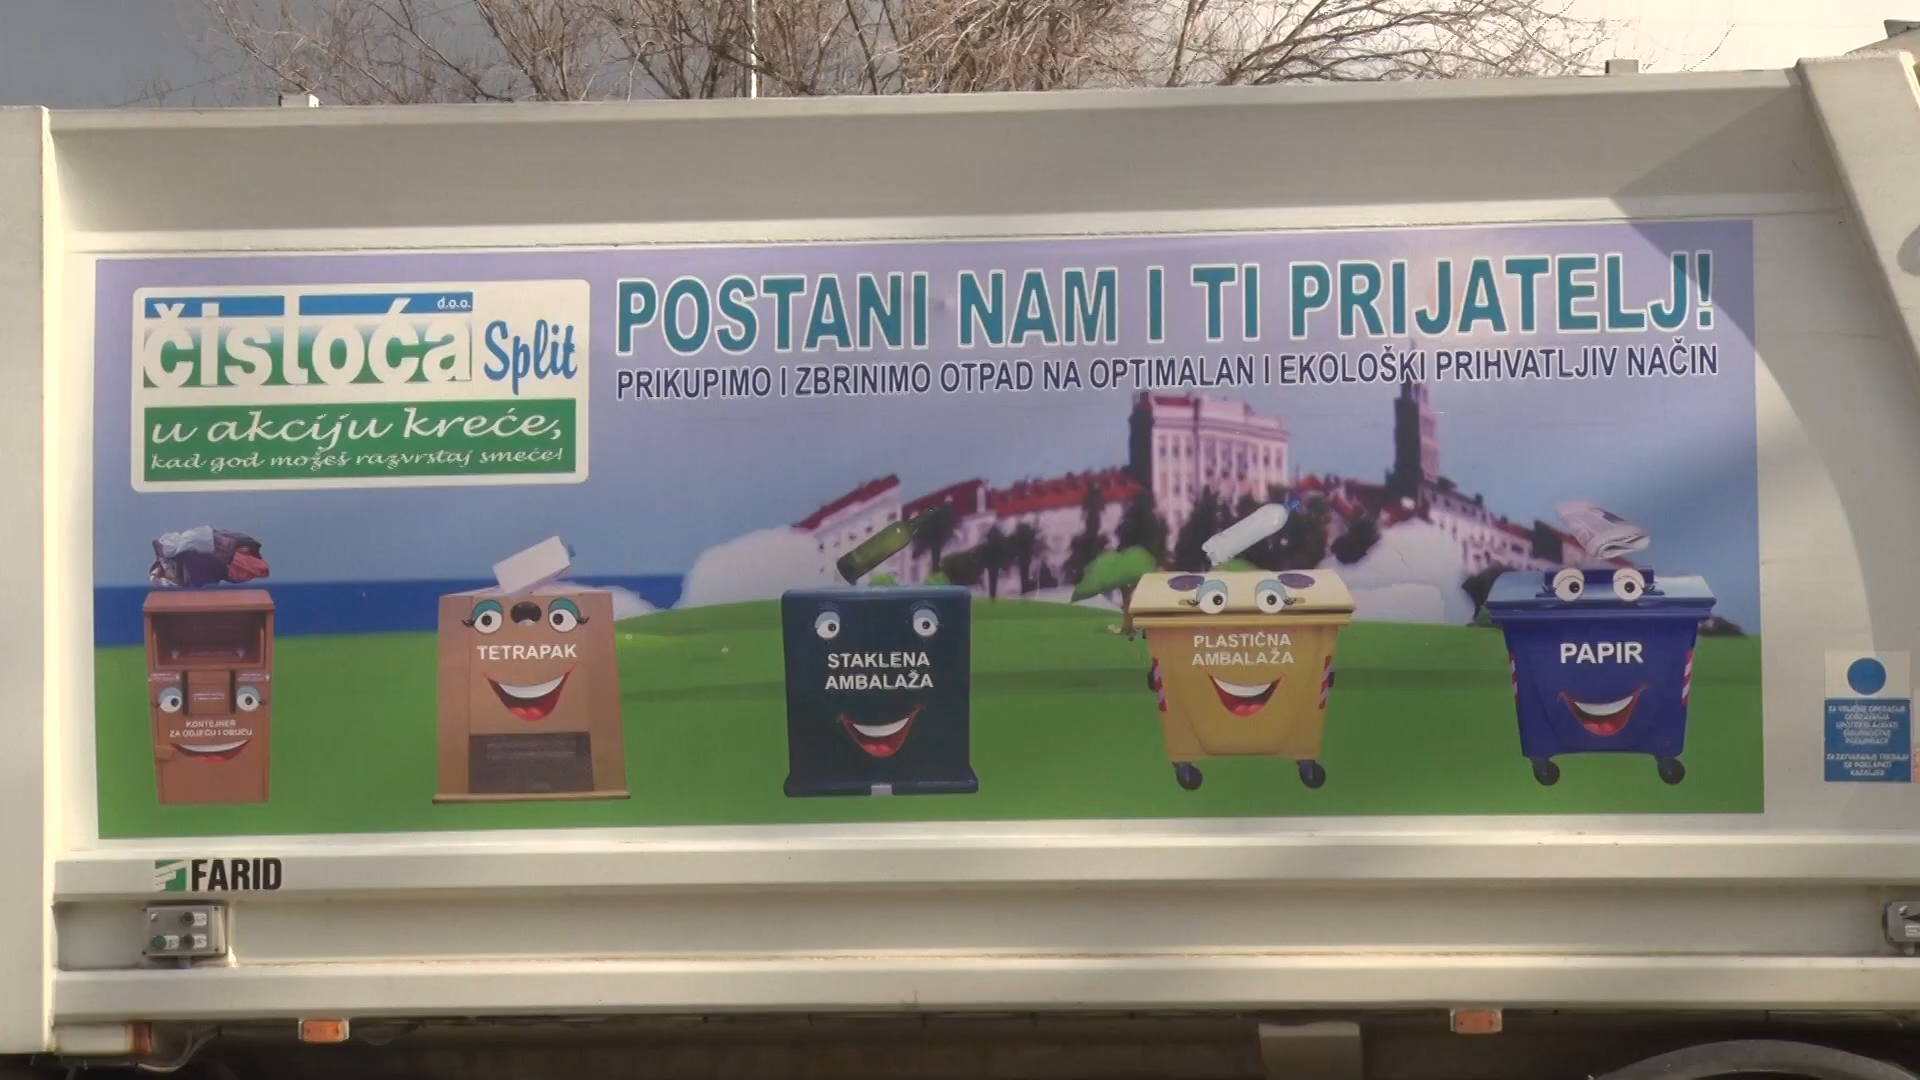 čistoća d.o.o.
Split
u akciju kreće,
kad god možeš razvrstaj smeće!
POSTANI NAM I TI PRIJATELJ!
PRIKUPIMO I ZBRINIMO OTPAD NA OPTIMALAN I EKOLOŠKI PRIHVATLJIV NAČIN
KONTEJNER
ZA ODJEĆU I OBUĆU
TETRAPAK
STAKLENA
AMBALAŽA
PLASTIČNA
AMBALAŽA
PAPIR
FARID